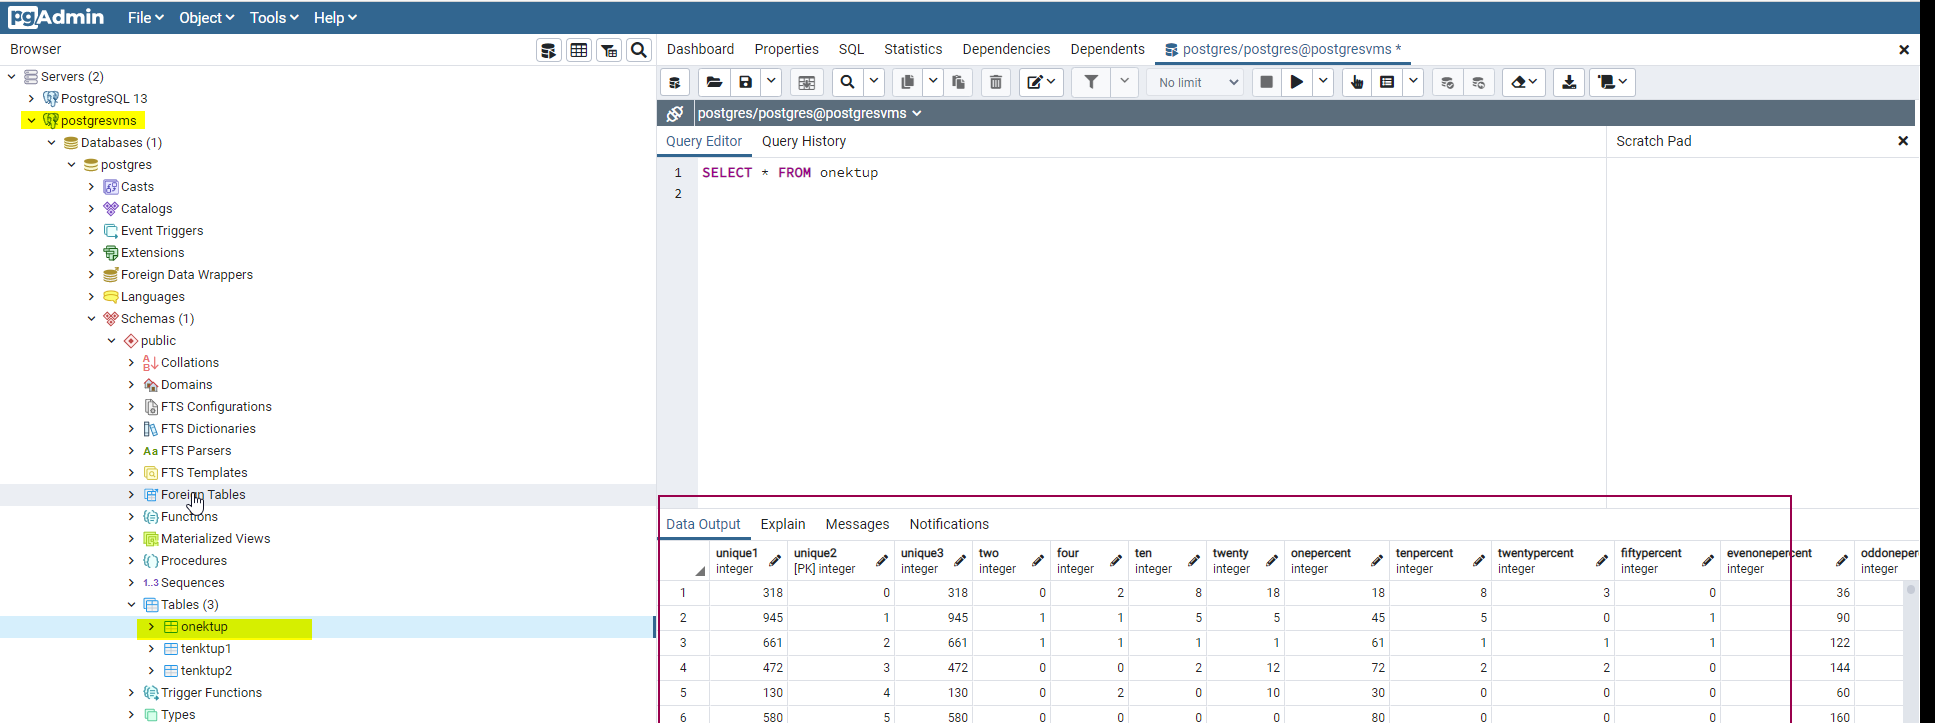 pgAdmin File Object Tools Help
Browser
Servers (2)
PostgreSQL 13
postgresvms
Databases (1)
postgres
Casts
Catalogs
Event Triggers
Extensions
Foreign Data Wrappers
Languages
Schemas (1)
public
Collations
Domains
FTS Configurations
FTS Dictionaries
Aa FTS Parsers
FTS Templates
Foreign Tables
Functions
Materialized Views
Procedures
1..3 Sequences
Tables (3)
onektup
tenktup1
tenktup2
Trigger Functions
Types
Dashboard Properties SQL Statistics Dependencies Dependents postgres/postgres@postgresvms *
No limit
postgres/postgres@postgresvms
Query Editor Query History
Scratch Pad
1 SELECT * FROM onektup
2
Data Output Explain Messages Notifications
unique1 unique2 unique3 two four ten twenty onepercent tenpercent twentypercent fiftypercent evenonepercent oddoneper
integer [PK] integer integer integer integer integer integer integer integer integer integer integer integer
1 318 0 318 0 2 8 18 18 8 3 0 36
2 945 1 945 1 1 5 5 45 5 0 1 90
3 661 2 661 1 1 1 1 61 1 1 1 122
4 472 3 472 0 0 2 12 72 2 2 0 144
5 130 4 130 0 2 0 10 30 0 0 0 60
6 580 5 580 0 0 0 0 80 0 0 0 160